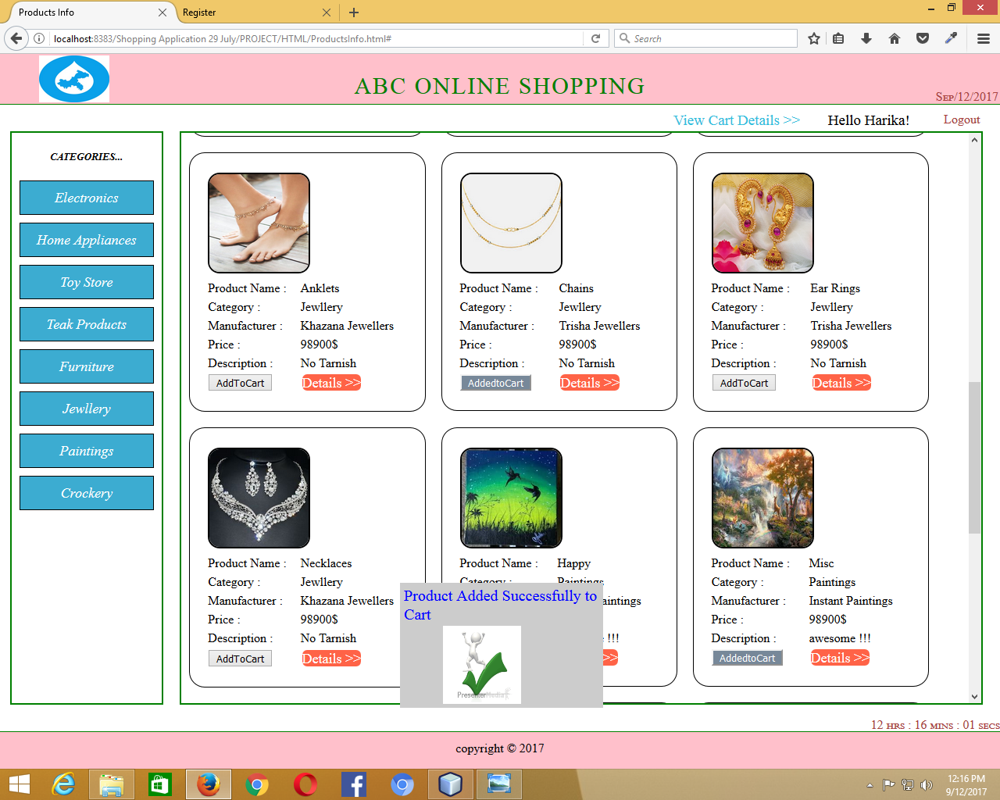 Products Info
Register
localhost:8383/Shopping Application 29 July/PROJECT/HTML/ProductsInfo.html#
Search
ABC ONLINE SHOPPING
Sep/12/2017
View Cart Details >>
Hello Harika!
Logout
CATEGORIES...
Electronics
Home Appliances
Toy Store
Teak Products
Furniture
Jewllery
Paintings
Crockery
Product Name : Anklets
Category : Jewllery
Manufacturer : Khazana Jewellers
Price : 98900$
Description : No Tarnish
AddToCart Details >>
Product Name : Chains
Category : Jewllery
Manufacturer : Trisha Jewellers
Price : 98900$
Description : No Tarnish
AddedtoCart Details >>
Product Name : Ear Rings
Category : Jewllery
Manufacturer : Trisha Jewellers
Price : 98900$
Description : No Tarnish
AddToCart Details >>
Product Name : Necklaces
Category : Jewllery
Manufacturer : Khazana Jewellers
Price : 98900$
Description : No Tarnish
AddToCart Details >>
Product Name : Happy
Category : Paintings
aintings
!!!
>>
Product Name : Misc
Category : Paintings
Manufacturer : Instant Paintings
Price : 98900$
Description : awesome !!!
AddedtoCart Details >>
Product Added Successfully to
Cart
PresenterMedia
12 hrs : 16 mins : 01 secs
copyright © 2017
12:16 PM
9/12/2017